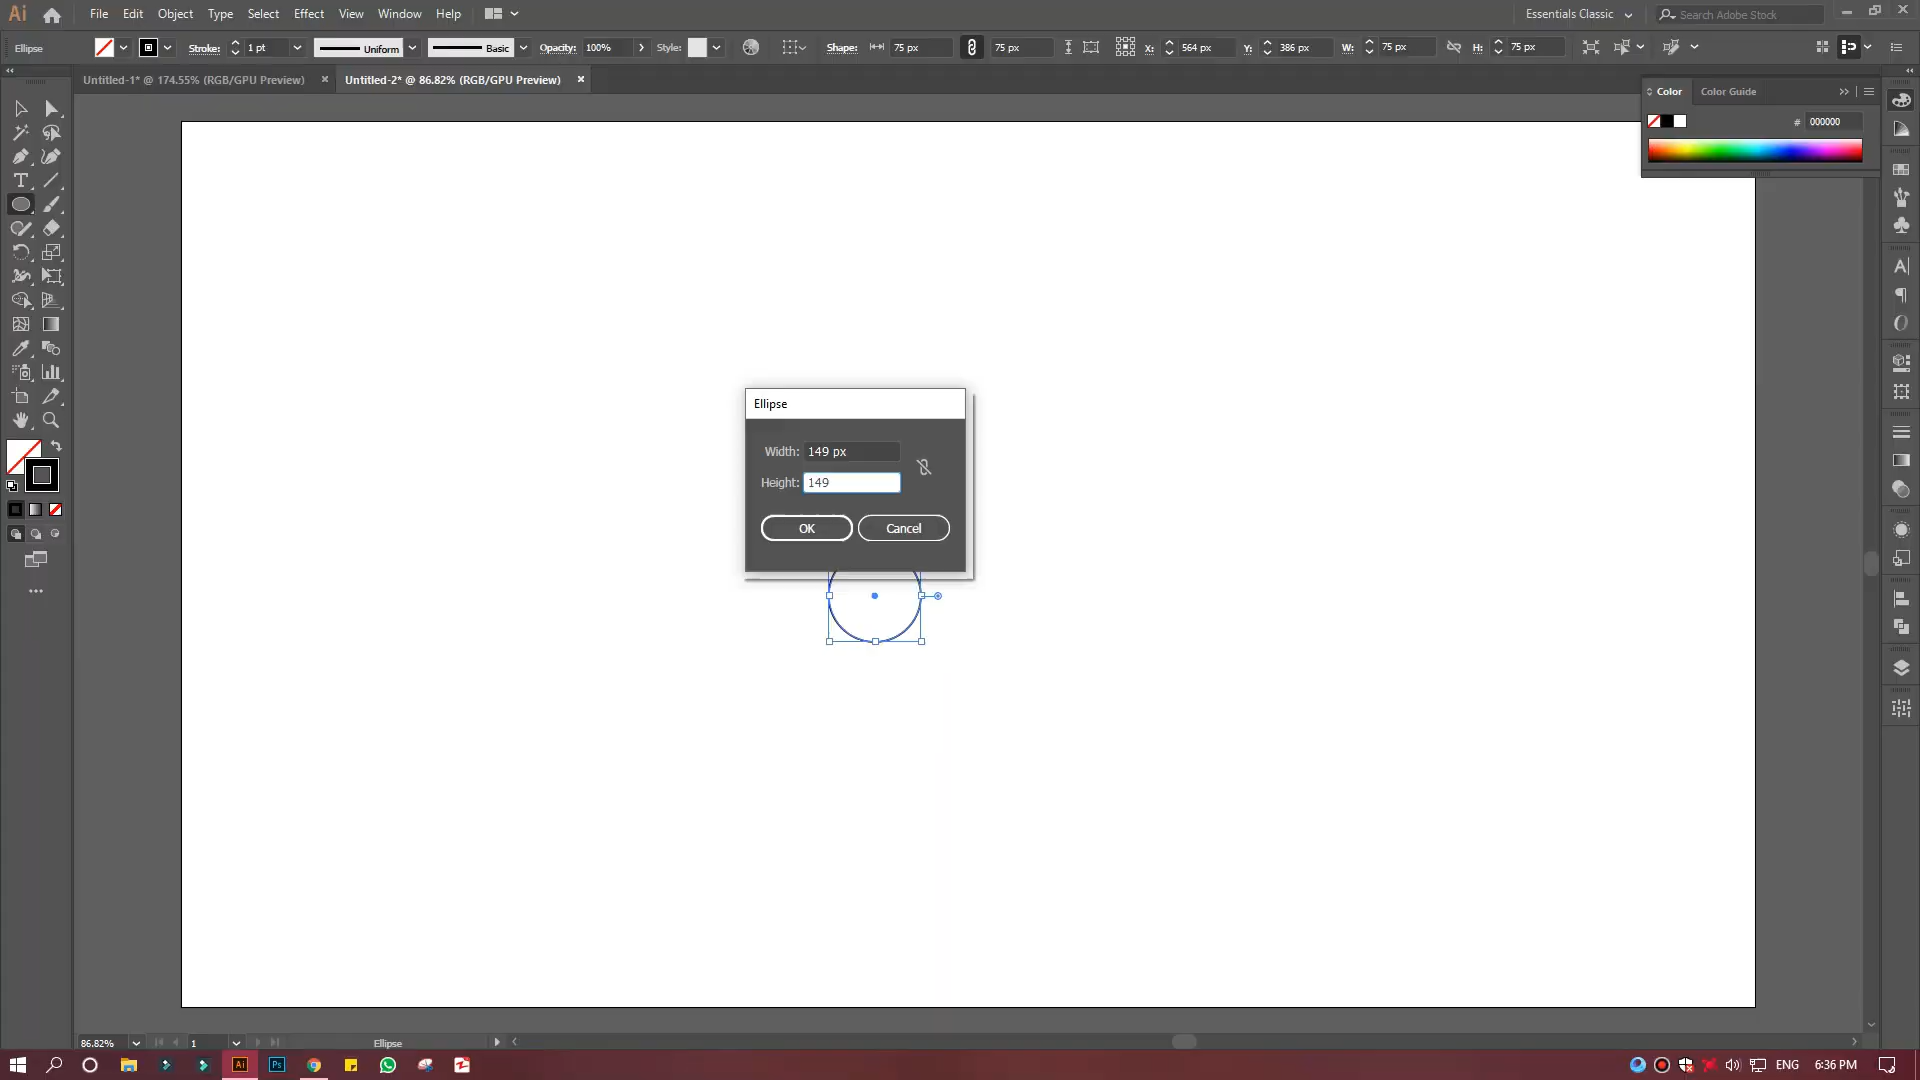 Ai File Edit Object Type Select Effect View Window Help Essentials Classic Search Adobe Stock
Ellipse Stroke: 1 pt Uniform Basic Opacity: 100% Style: Shape: 75 px 75 px X: 564 px Y: 386 px W: 75 px H: 75 px
Untitled-1* @ 174.55% (RGB/GPU Preview) × Untitled-2* @ 86.82% (RGB/GPU Preview) ×
Color Color Guide
# 000000
Ellipse
Width: 149 px
Height: 149
OK Cancel
86.82% 1 Ellipse
Ai Ps ENG 6:36 PM